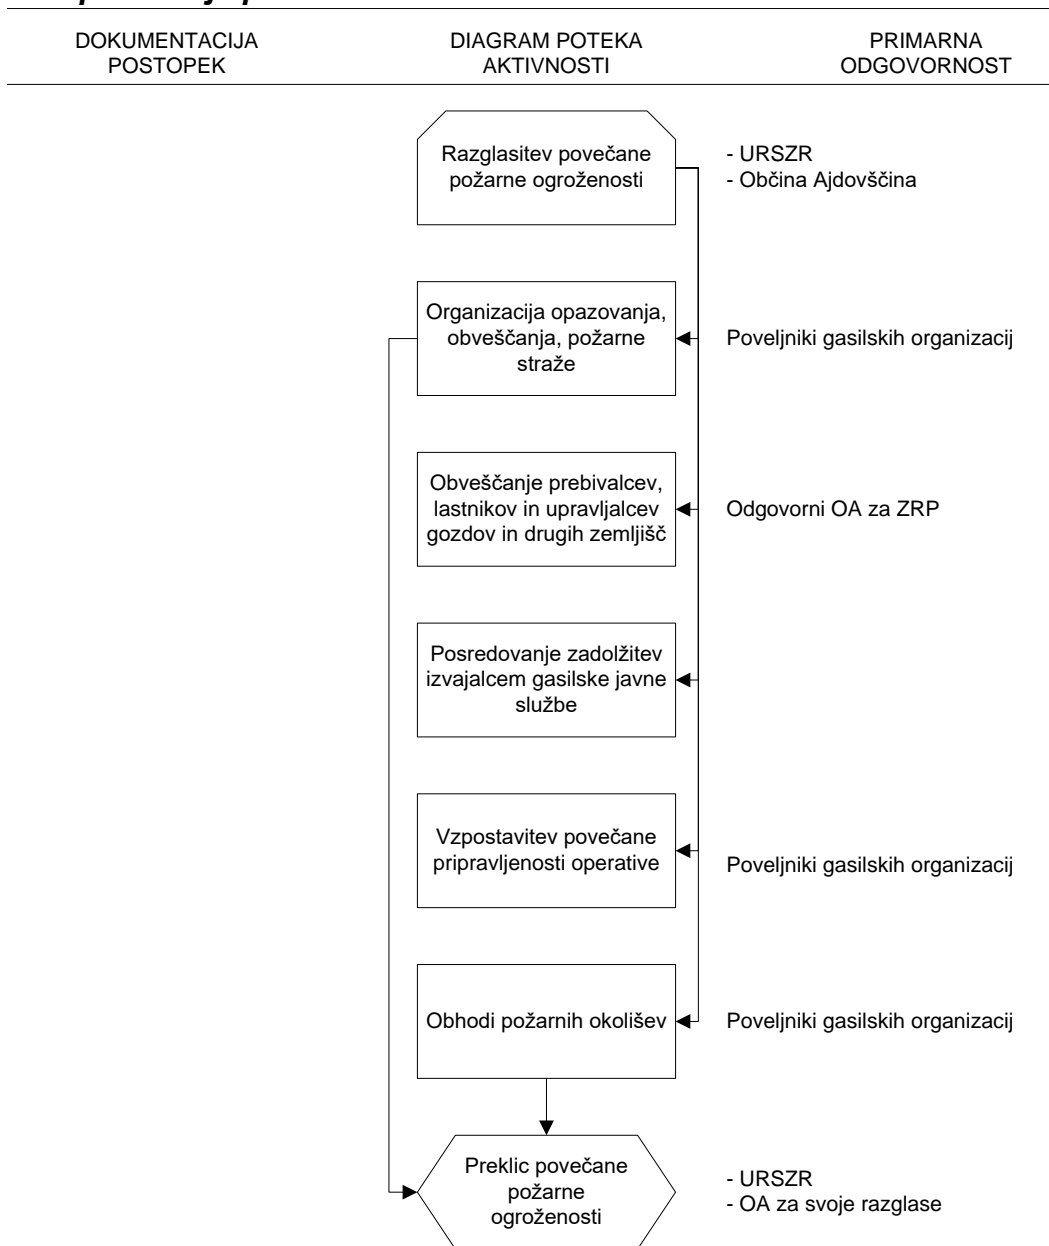 DOKUMENTACIJA
POSTOPEK
DIAGRAM POTEKA
AKTIVNOSTI
PRIMARNA
ODGOVORNOST
Razglasitev povečane
požarne ogroženosti
- URSZR
- Občina Ajdovščina
Organizacija opazovanja,
obveščanja, požarne
straže
Poveljniki gasilskih organizacij
Obveščanje prebivalcev,
lastnikov in upravljalcev
gozdov in drugih zemljišč
Odgovorni OA za ZRP
Posredovanje zadolžitev
izvajalcem gasilske javne
službe
Vzpostavitev povečane
pripravljenosti operative
Poveljniki gasilskih organizacij
Obhodi požarnih okolišev
Poveljniki gasilskih organizacij
Preklic povečane
požarne
ogroženosti
- URSZR
- OA za svoje razglase